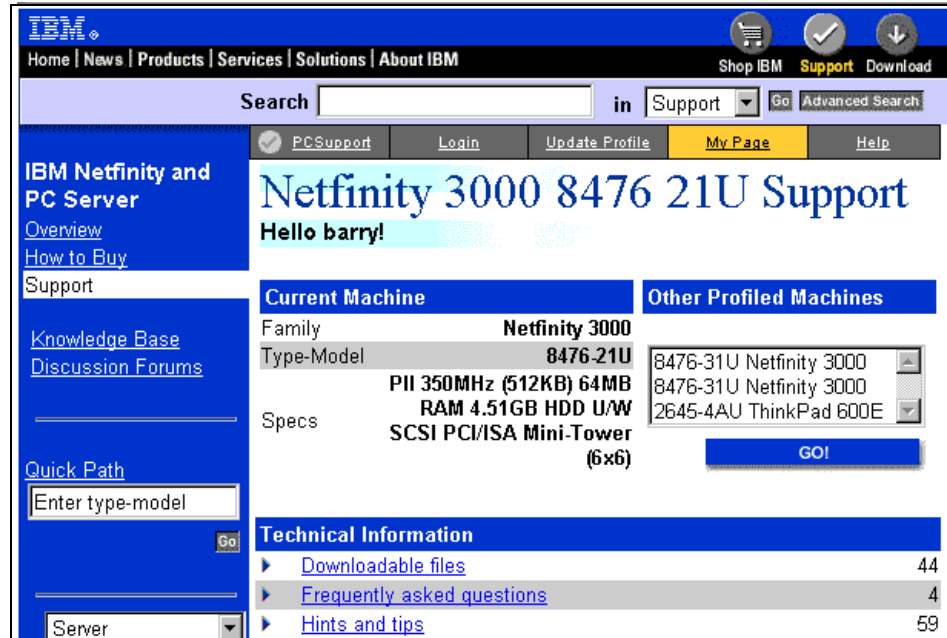 IBM
Home | News | Products | Services | Solutions | About IBM
Shop IBM Support Download
Search in Support Go Advanced Search
PCSupport Login Update Profile My Page Help
IBM Netfinity and
PC Server
Overview
How to Buy
Support
Knowledge Base
Discussion Forums
Quick Path
Enter type-model
Go
Server
Netfinity 3000 8476 21U Support
Hello barry!
Current Machine
Family Netfinity 3000
Type-Model 8476-21U
Specs
PII 350MHz (512KB) 64MB
RAM 4.51GB HDD U/W
SCSI PCI/ISA Mini-Tower
(6x6)
Other Profiled Machines
8476-31U Netfinity 3000
8476-31U Netfinity 3000
2645-4AU ThinkPad 600E
GO!
Technical Information
Downloadable files 44
Frequently asked questions 4
Hints and tips 59